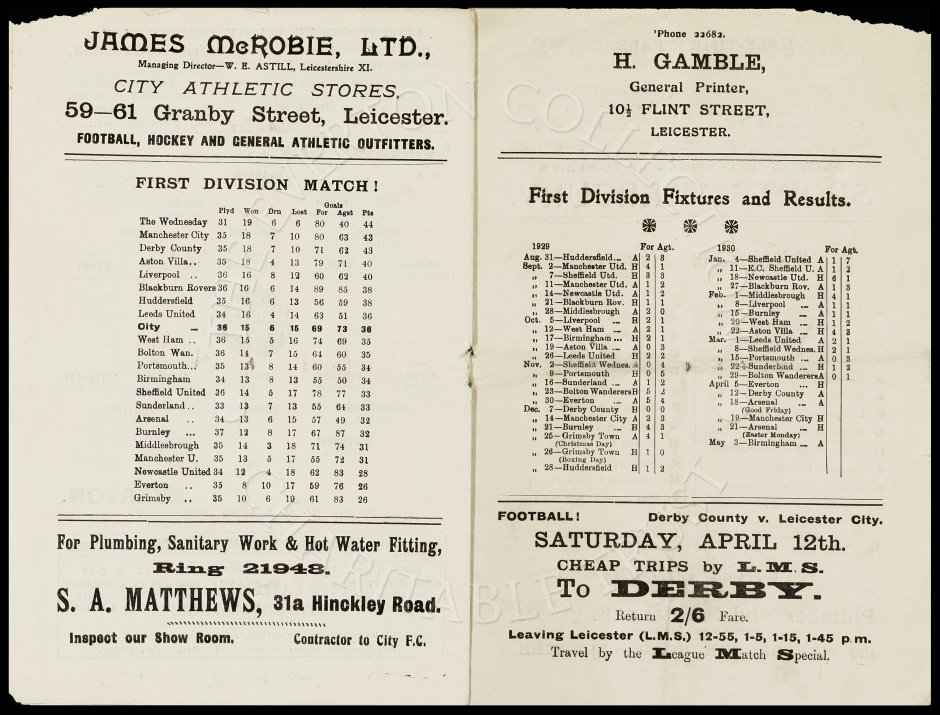 JAMES McROBIE, LTD.,
Managing Director—W. E. ASTILL, Leicestershire XI.
CITY ATHLETIC STORES,
59—61 Granby Street, Leicester.
FOOTBALL, HOCKEY AND GENERAL ATHLETIC OUTFITTERS.
FIRST DIVISION MATCH!
Goals
Plyd Won Drn Lost For Agst Pts
The Wednesday 31 19 6 6 80 40 44
Manchester City 35 18 7 10 80 63 43
Derby County 35 18 7 10 71 62 43
Aston Villa.. 35 18 4 13 79 71 40
Liverpool .. 36 16 8 12 60 62 40
Blackburn Rovers 36 16 6 14 89 85 38
Huddersfield 35 16 6 13 56 59 38
Leeds United 34 16 4 14 63 51 36
City ... 36 15 6 15 69 73 36
West Ham .. 36 15 5 16 74 69 35
Bolton Wan. 36 14 7 15 64 60 35
Portsmouth... 35 13 8 14 60 55 34
Birmingham 34 13 8 13 55 50 34
Sheffield United 36 14 5 17 78 77 33
Sunderland .. 33 13 7 13 55 64 33
Arsenal .. 34 13 6 15 57 49 32
Burnley ... 37 12 8 17 67 87 32
Middlesbrough 35 14 3 18 71 74 31
Manchester U. 35 13 5 17 55 72 31
Newcastle United 34 12 4 18 62 83 28
Everton .. 35 8 10 17 59 76 26
Grimsby .. 35 10 6 19 61 83 26
For Plumbing, Sanitary Work & Hot Water Fitting,
Ring 21948.
S. A. MATTHEWS, 31a Hinckley Road.
Inspect our Show Room. Contractor to City F.C.
'Phone 22682.
H. GAMBLE,
General Printer,
10½ FLINT STREET,
LEICESTER.
First Division Fixtures and Results.
1929 For Agt.
Aug. 31—Huddersfield... A 2 3
Sept. 2—Manchester Utd. H 4 1
„ 7—Sheffield Utd. H 3 3
„ 11—Manchester Utd. A 1 2
„ 14—Newcastle Utd. A 1 2
„ 21—Blackburn Rov. H 1 1
„ 28—Middlesbrough A 2 0
Oct. 5—Liverpool ... H 2 1
„ 12—West Ham ... A 2 1
„ 17—Birmingham ... H 2 1
„ 19—Aston Villa ... A 0 3
„ 26—Leeds United H 2 2
Nov. 2—Sheffield Wednes. A 0 4
„ 9—Portsmouth H 0 5
„ 16—Sunderland ... A 1 2
„ 23—Bolton Wanderers H 5 2
„ 30—Everton ... A 5 4
Dec. 7—Derby County H 0 0
„ 14—Manchester City A 2 3
„ 21—Burnley ... H 4 3
„ 25—Grimsby Town A 4 1
(Christmas Day)
„ 26—Grimsby Town H 1 0
(Boxing Day)
„ 28—Huddersfield H 1 2
1930 For Agt.
Jan. 4—Sheffield United A 1 7
„ 11—E.C. Sheffield U. A 1 2
„ 18—Newcastle Utd. H 6 1
„ 27—Blackburn Rov. A 1 3
Feb. 1—Middlesbrough H 4 1
„ 8—Liverpool ... A 1 1
„ 15—Burnley ... A 1 1
„ 20—West Ham ... H 1 2
„ 22—Aston Villa ... H 4 3
Mar. 1—Leeds United A 2 1
„ 8—Sheffield Wednes. H 2 1
„ 15—Portsmouth ... A 0 3
„ 22—Sunderland ... H 1 2
„ 29—Bolton Wanderers A 0 1
April 5—Everton ... H
„ 12—Derby County A
„ 18—Arsenal ... A
(Good Friday)
„ 19—Manchester City H
„ 21—Arsenal ... H
(Easter Monday)
May 3—Birmingham ... A
FOOTBALL! Derby County v. Leicester City.
SATURDAY, APRIL 12th.
CHEAP TRIPS by L.M.S.
To DERBY.
Return 2/6 Fare.
Leaving Leicester (L.M.S.) 12-55, 1-5, 1-15, 1-45 p.m.
Travel by the League Match Special.